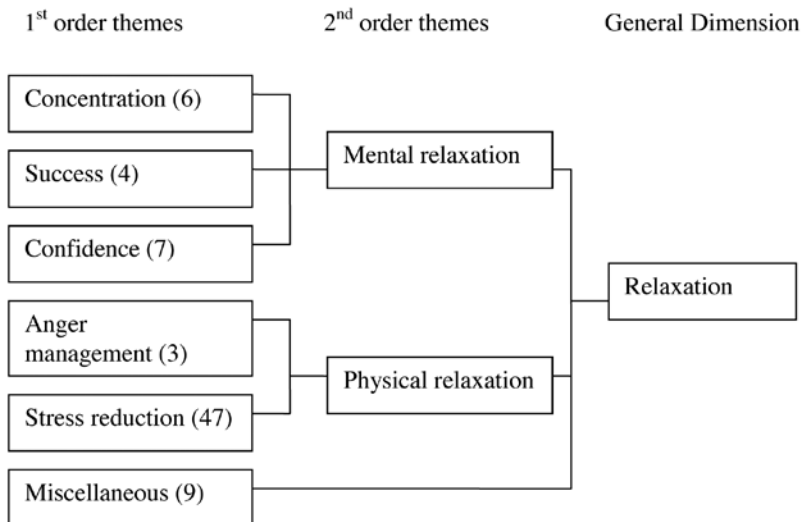 1st order themes
2nd order themes
General Dimension
Concentration (6)
Success (4)
Confidence (7)
Anger
management (3)
Stress reduction (47)
Miscellaneous (9)
Mental relaxation
Physical relaxation
Relaxation